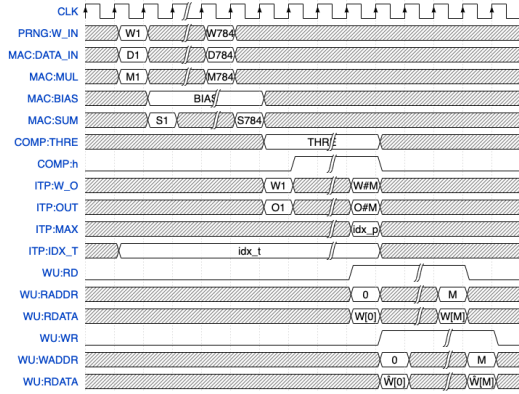 CLK
PRNG:W_IN W1 W784
MAC:DATA_IN D1 D784
MAC:MUL M1 M784
MAC:BIAS BIAS
MAC:SUM S1 S784
COMP:THRE THRE
COMP:h
ITP:W_O W1 W#M
ITP:OUT O1 O#M
ITP:MAX idx_p
ITP:IDX_T idx_t
WU:RD
WU:RADDR 0 M
WU:RDATA W[0] W[M]
WU:WR
WU:WADDR 0 M
WU:RDATA Ŵ[0] Ŵ[M]